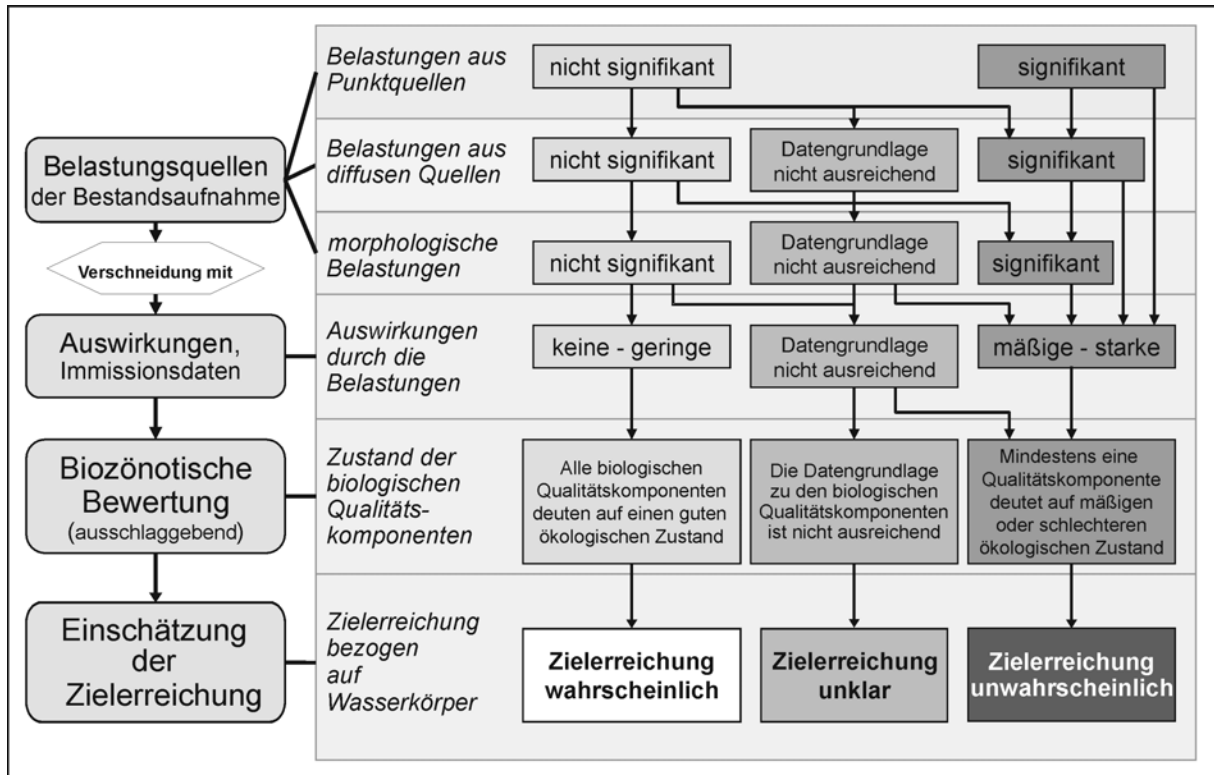 Belastungsquellen
der Bestandsaufnahme
Verschneidung mit
Auswirkungen,
Immissionsdaten
Biozönotische
Bewertung
(ausschlaggebend)
Einschätzung
der
Zielerreichung
Belastungen aus
Punktquellen
nicht signifikant
signifikant
Belastungen aus
diffusen Quellen
nicht signifikant
Datengrundlage
nicht ausreichend
signifikant
morphologische
Belastungen
nicht signifikant
Datengrundlage
nicht ausreichend
signifikant
Auswirkungen
durch die
Belastungen
keine - geringe
Datengrundlage
nicht ausreichend
mäßige - starke
Zustand der
biologischen
Qualitäts-
komponenten
Alle biologischen
Qualitätskomponenten
deuten auf einen guten
ökologischen Zustand
Die Datengrundlage
zu den biologischen
Qualitätskomponenten
ist nicht ausreichend
Mindestens eine
Qualitätskomponente
deutet auf mäßigen
oder schlechteren
ökologischen Zustand
Zielerreichung
bezogen
auf
Wasserkörper
Zielerreichung
wahrscheinlich
Zielerreichung
unklar
Zielerreichung
unwahrscheinlich